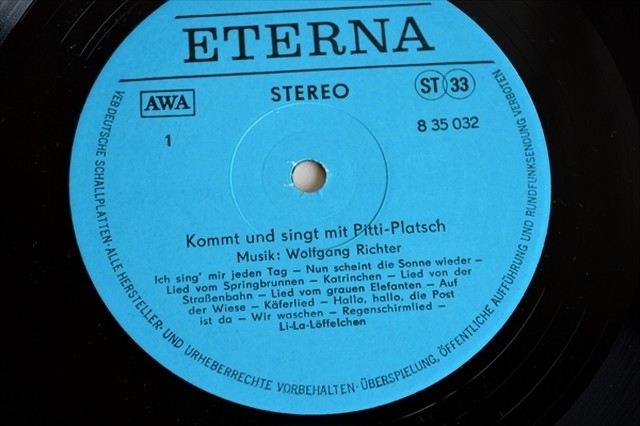 ETERNA
AWA
STEREO
ST 33
1
8 35 032
Kommt und singt mit Pitti-Platsch
Musik: Wolfgang Richter
Ich sing' mir jeden Tag – Nun scheint die Sonne wieder –
Lied vom Springbrunnen – Katrinchen – Lied von der
Straßenbahn – Lied vom grauen Elefanten – Auf
der Wiese – Käferlied – Hallo, hallo, die Post
ist da – Wir waschen – Regenschirmlied –
Li-La-Löffelchen
VEB DEUTSCHE SCHALLPLATTEN · ALLE HERSTELLER- UND URHEBERRECHTE VORBEHALTEN · ÜBERSPIELUNG, ÖFFENTLICHE AUFFÜHRUNG UND RUNDFUNKSENDUNG VERBOTEN